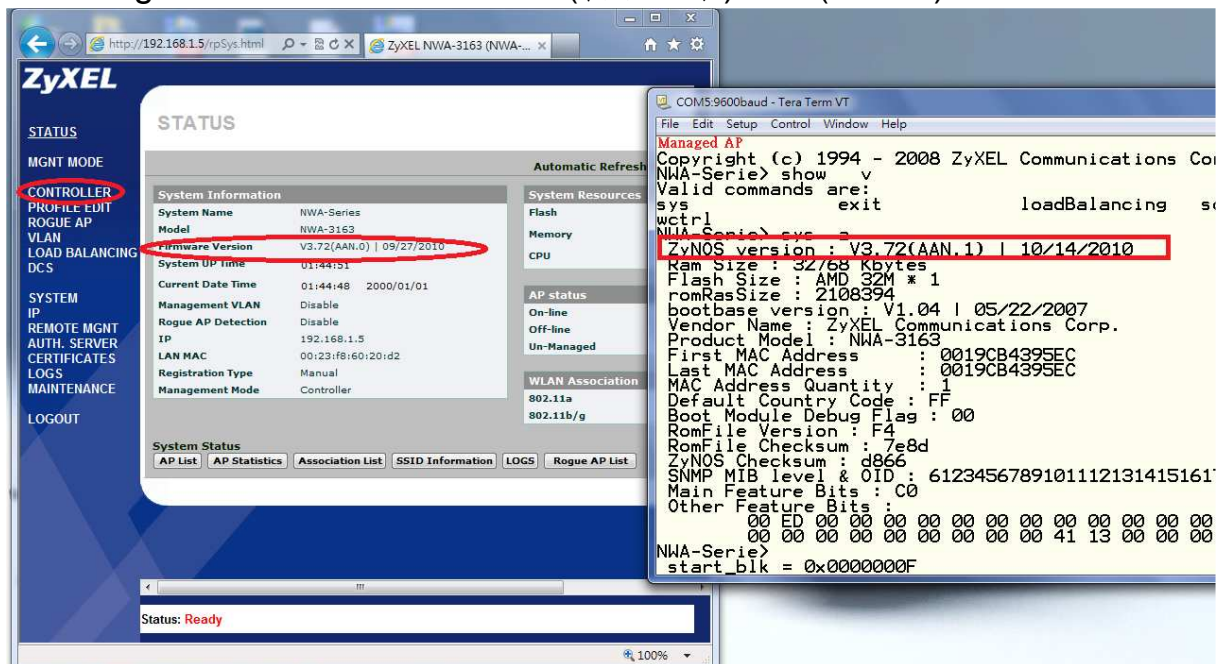 http://192.168.1.5/rpSys.html
ZyXEL NWA-3163 (NWA-...
ZyXEL
STATUS
MGNT MODE
CONTROLLER
PROFILE EDIT
ROGUE AP
VLAN
LOAD BALANCING
DCS
SYSTEM
IP
REMOTE MGNT
AUTH. SERVER
CERTIFICATES
LOGS
MAINTENANCE
LOGOUT
STATUS
Automatic Refresh
System Information
System Name NWA-Series
Model NWA-3163
Firmware Version V3.72(AAN.0) | 09/27/2010
System UP Time 01:44:51
Current Date Time 01:44:48 2000/01/01
Management VLAN Disable
Rogue AP Detection Disable
IP 192.168.1.5
LAN MAC 00:23:f8:60:20:d2
Registration Type Manual
Management Mode Controller
System Resources
Flash
Memory
CPU
AP status
On-line
Off-line
Un-Managed
WLAN Association
802.11a
802.11b/g
System Status
AP List AP Statistics Association List SSID Information LOGS Rogue AP List
Status: Ready
100%
COM5:9600baud - Tera Term VT
File Edit Setup Control Window Help
Managed AP
Copyright (c) 1994 - 2008 ZyXEL Communications Co
NWA-Serie> show v
Valid commands are:
sys exit loadBalancing s
wctrl
NWA-Serie> sys a
ZyNOS version : V3.72(AAN.1) | 10/14/2010
Ram Size : 32768 Kbytes
Flash Size : AMD 32M * 1
romRasSize : 2108394
bootbase version : V1.04 | 05/22/2007
Vendor Name : ZyXEL Communications Corp.
Product Model : NWA-3163
First MAC Address : 0019CB4395EC
Last MAC Address : 0019CB4395EC
MAC Address Quantity : 1
Default Country Code : FF
Boot Module Debug Flag : 00
RomFile Version : F4
RomFile Checksum : 7e8d
ZyNOS Checksum : d866
SNMP MIB level & OID : 6123456789101112131415161
Main Feature Bits : C0
Other Feature Bits :
00 ED 00 00 00 00 00 00 00 00 00 00 00 00
00 00 00 00 00 00 00 00 00 41 13 00 00 00
NWA-Serie>
start_blk = 0x0000000F